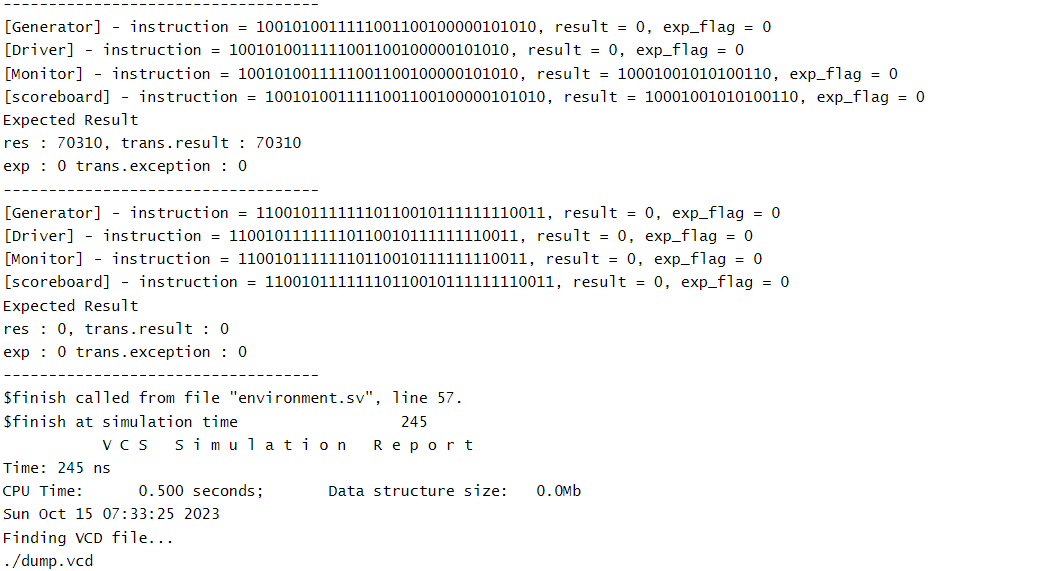 -----------------------------------
[Generator] - instruction = 1001010011111001100100000101010, result = 0, exp_flag = 0
[Driver] - instruction = 1001010011111001100100000101010, result = 0, exp_flag = 0
[Monitor] - instruction = 1001010011111001100100000101010, result = 10001001010100110, exp_flag = 0
[scoreboard] - instruction = 1001010011111001100100000101010, result = 10001001010100110, exp_flag = 0
Expected Result
res : 70310, trans.result : 70310
exp : 0 trans.exception : 0
-----------------------------------
[Generator] - instruction = 11001011111110110010111111110011, result = 0, exp_flag = 0
[Driver] - instruction = 11001011111110110010111111110011, result = 0, exp_flag = 0
[Monitor] - instruction = 11001011111110110010111111110011, result = 0, exp_flag = 0
[scoreboard] - instruction = 11001011111110110010111111110011, result = 0, exp_flag = 0
Expected Result
res : 0, trans.result : 0
exp : 0 trans.exception : 0
-----------------------------------
$finish called from file "environment.sv", line 57.
$finish at simulation time                  245
           V C S   S i m u l a t i o n   R e p o r t
Time: 245 ns
CPU Time:      0.500 seconds;       Data structure size:   0.0Mb
Sun Oct 15 07:33:25 2023
Finding VCD file...
./dump.vcd